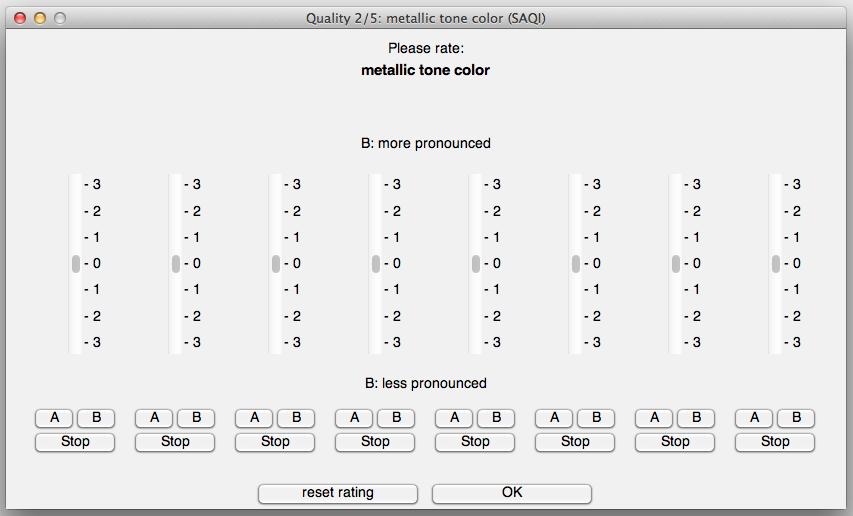 Quality 2/5: metallic tone color (SAQI)
Please rate:
metallic tone color
B: more pronounced
- 3 - 3 - 3 - 3 - 3 - 3 - 3 - 3
- 2 - 2 - 2 - 2 - 2 - 2 - 2 - 2
- 1 - 1 - 1 - 1 - 1 - 1 - 1 - 1
- 0 - 0 - 0 - 0 - 0 - 0 - 0 - 0
- 1 - 1 - 1 - 1 - 1 - 1 - 1 - 1
- 2 - 2 - 2 - 2 - 2 - 2 - 2 - 2
- 3 - 3 - 3 - 3 - 3 - 3 - 3 - 3
B: less pronounced
A B A B A B A B A B A B A B A B
Stop Stop Stop Stop Stop Stop Stop Stop
reset rating OK